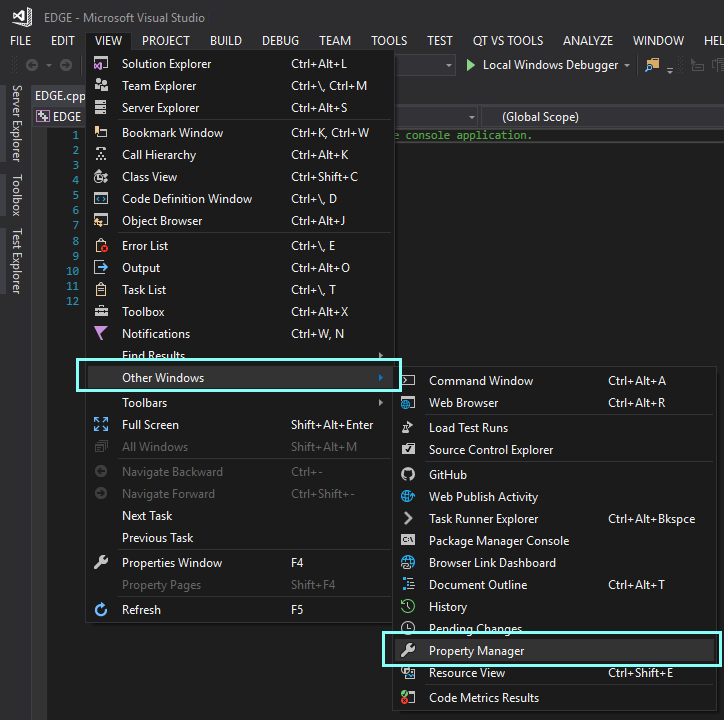 EDGE - Microsoft Visual Studio
FILE EDIT VIEW PROJECT BUILD DEBUG TEAM TOOLS TEST QT VS TOOLS ANALYZE WINDOW HEL
Local Windows Debugger
Server Explorer
Toolbox
Test Explorer
EDGE.cpp
EDGE
(Global Scope)
1
2
3
4
5
6
7
8
9
10
11
12
e console application.
Solution Explorer Ctrl+Alt+L
Team Explorer Ctrl+\, Ctrl+M
Server Explorer Ctrl+Alt+S
Bookmark Window Ctrl+K, Ctrl+W
Call Hierarchy Ctrl+Alt+K
Class View Ctrl+Shift+C
Code Definition Window Ctrl+\, D
Object Browser Ctrl+Alt+J
Error List Ctrl+\, E
Output Ctrl+Alt+O
Task List Ctrl+\, T
Toolbox Ctrl+Alt+X
Notifications Ctrl+W, N
Find Results
Other Windows
Toolbars
Full Screen Shift+Alt+Enter
All Windows Shift+Alt+M
Navigate Backward Ctrl+-
Navigate Forward Ctrl+Shift+-
Next Task
Previous Task
Properties Window F4
Property Pages Shift+F4
Refresh F5
Command Window Ctrl+Alt+A
Web Browser Ctrl+Alt+R
Load Test Runs
Source Control Explorer
GitHub
Web Publish Activity
Task Runner Explorer Ctrl+Alt+Bkspce
Package Manager Console
Browser Link Dashboard
Document Outline Ctrl+Alt+T
History
Pending Changes
Property Manager
Resource View Ctrl+Shift+E
Code Metrics Results